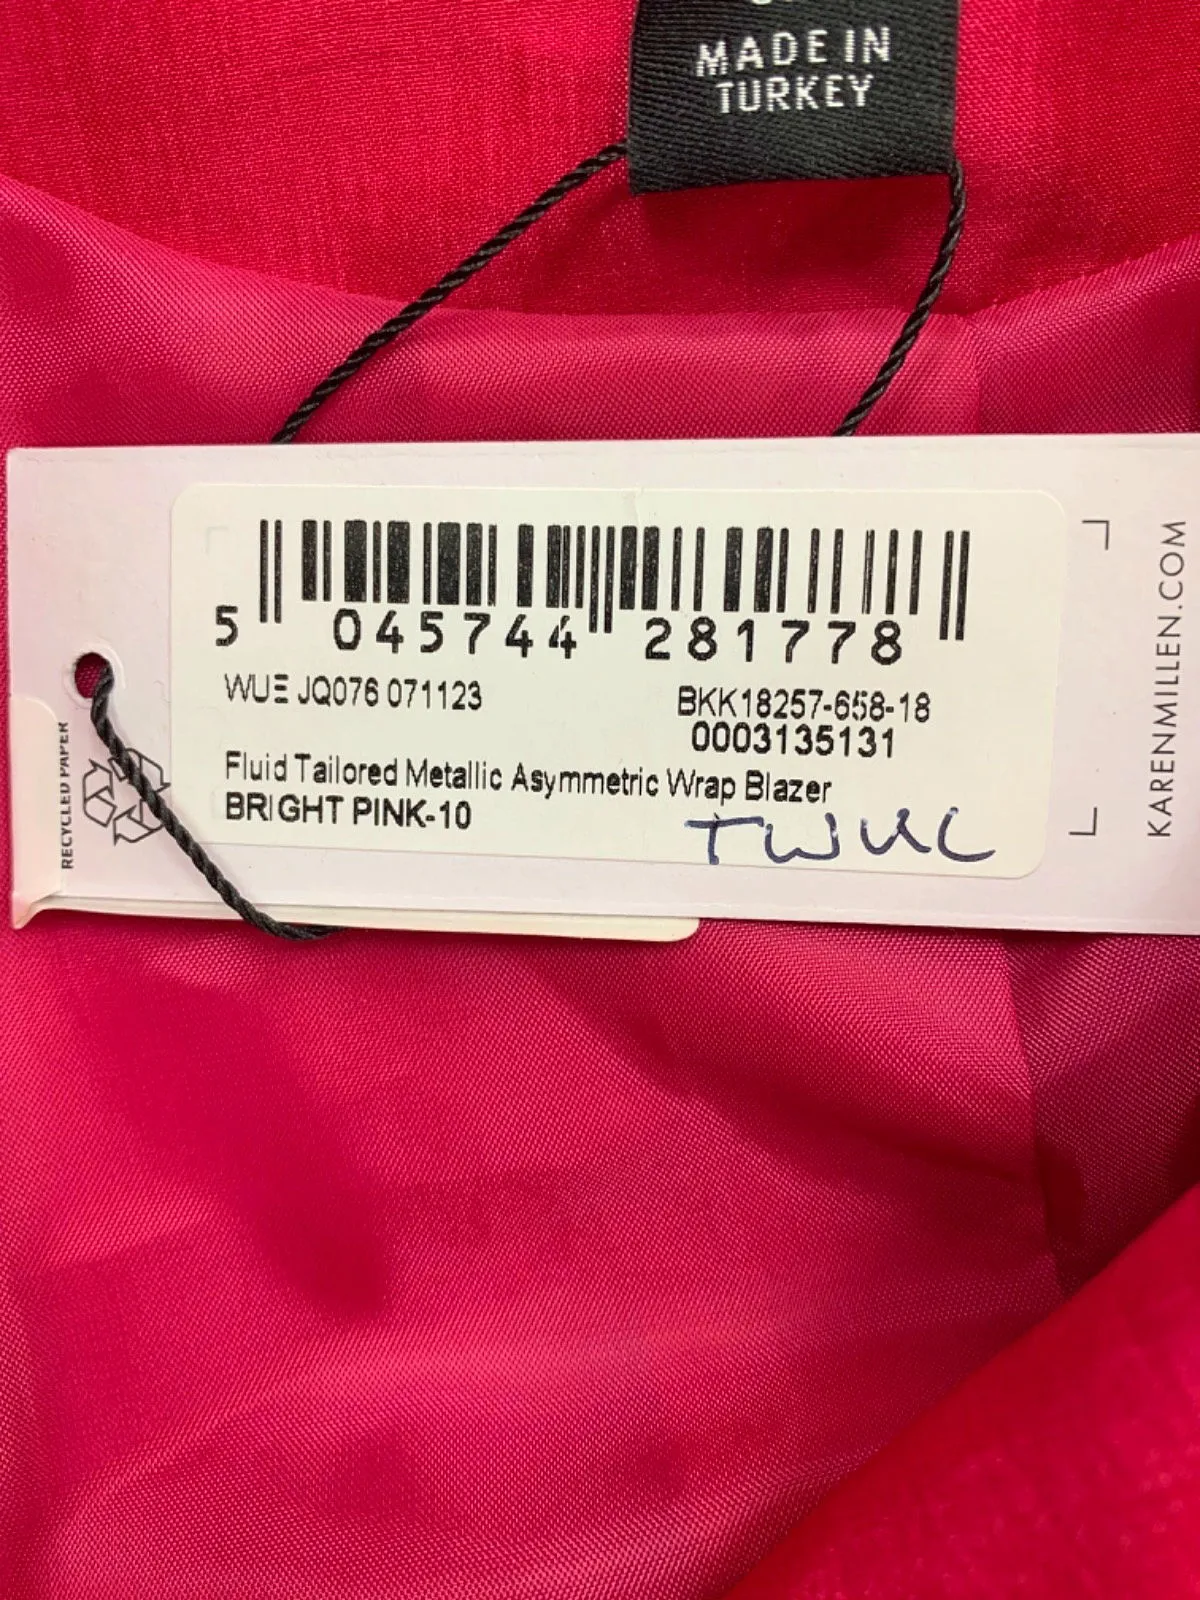 MADE IN
TURKEY
5 045744 281778
WUE JQ076 071123
BKK18257-658-18
0003135131
Fluid Tailored Metallic Asymmetric Wrap Blazer
BRIGHT PINK-10
RECYCLED PAPER
KARENMILLEN.COM